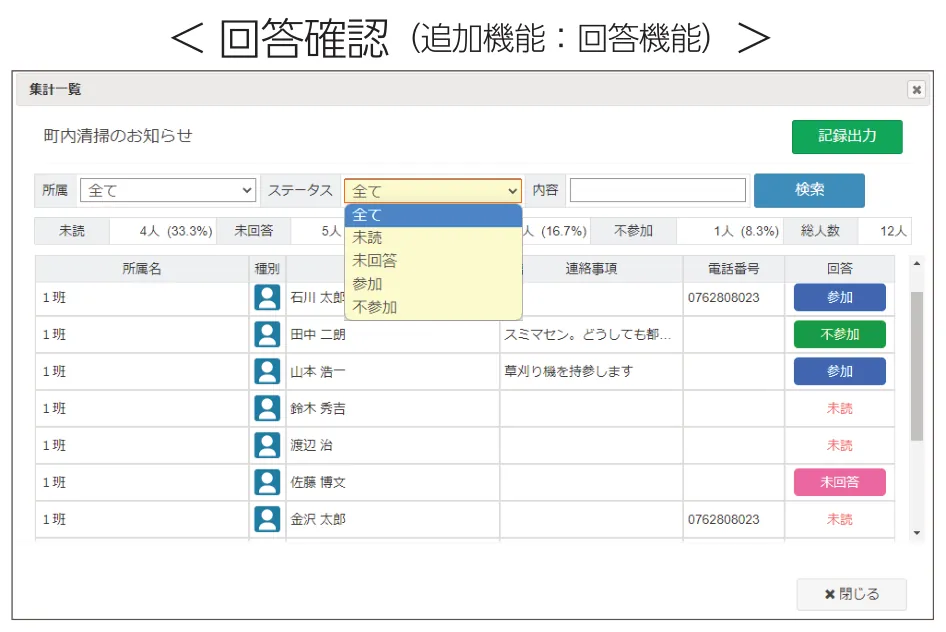 ＜ 回答確認（追加機能：回答機能）＞
集計一覧
町内清掃のお知らせ
記録出力
所属 全て ステータス 全て 内容 検索
未読 4人 (33.3%) 未回答 5人 人 (16.7%) 不参加 1人 (8.3%) 総人数 12人
全て
未読
未回答
参加
不参加
所属名 種別 連絡事項 電話番号 回答
1班 石川 太郎 0762808023 参加
1班 田中 二朗 スミマセン。どうしても都... 不参加
1班 山本 浩一 草刈り機を持参します 参加
1班 鈴木 秀吉 未読
1班 渡辺 治 未読
1班 佐藤 博文 未回答
1班 金沢 太郎 0762808023 未読
✖ 閉じる